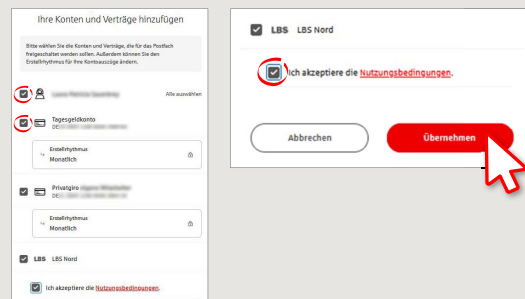 Ihre Konten und Verträge hinzufügen
Bitte wählen Sie die Konten und Verträge, die für das Postfach
freigeschaltet werden sollen. Außerdem können Sie den
Erstellrhythmus für Ihre Kontoauszüge ändern.
Alle auswählen
Tagesgeldkonto
DE
Erstellrhythmus
Monatlich
Privatgiro
DE
Erstellrhythmus
Monatlich
LBS LBS Nord
Ich akzeptiere die Nutzungsbedingungen.
LBS LBS Nord
Ich akzeptiere die Nutzungsbedingungen.
Abbrechen
Übernehmen